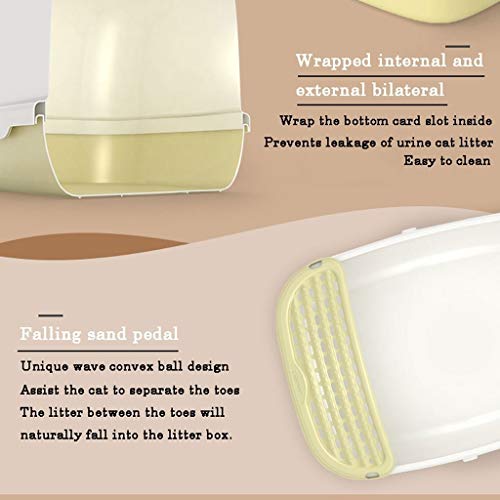 Wrapped internal and
external bilateral
Wrap the bottom card slot inside
Prevents leakage of urine cat litter
Easy to clean
Falling sand pedal
Unique wave convex ball design
Assist the cat to separate the toes
The litter between the toes will
naturally fall into the litter box.